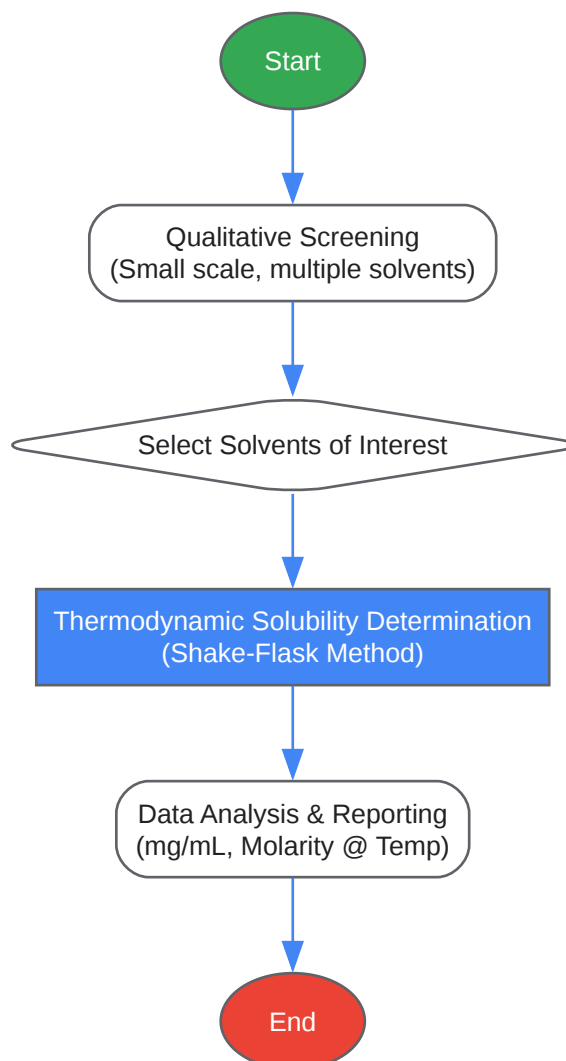 Start
Qualitative Screening
(Small scale, multiple solvents)
Select Solvents of Interest
Thermodynamic Solubility Determination
(Shake-Flask Method)
Data Analysis & Reporting
(mg/mL, Molarity @ Temp)
End